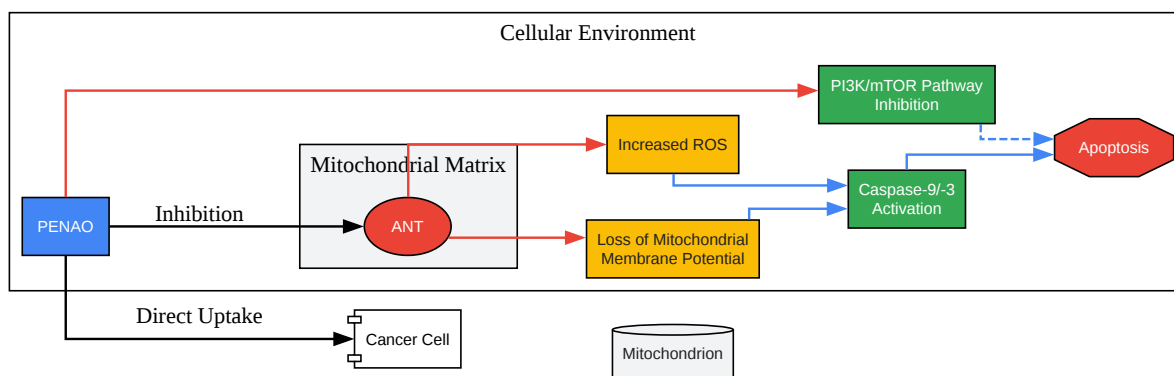 Cellular Environment
PI3K/mTOR Pathway
Inhibition
Increased ROS
Apoptosis
Mitochondrial Matrix
Caspase-9/-3
Activation
PENAO
Inhibition
ANT
Loss of Mitochondrial
Membrane Potential
Direct Uptake
Cancer Cell
Mitochondrion